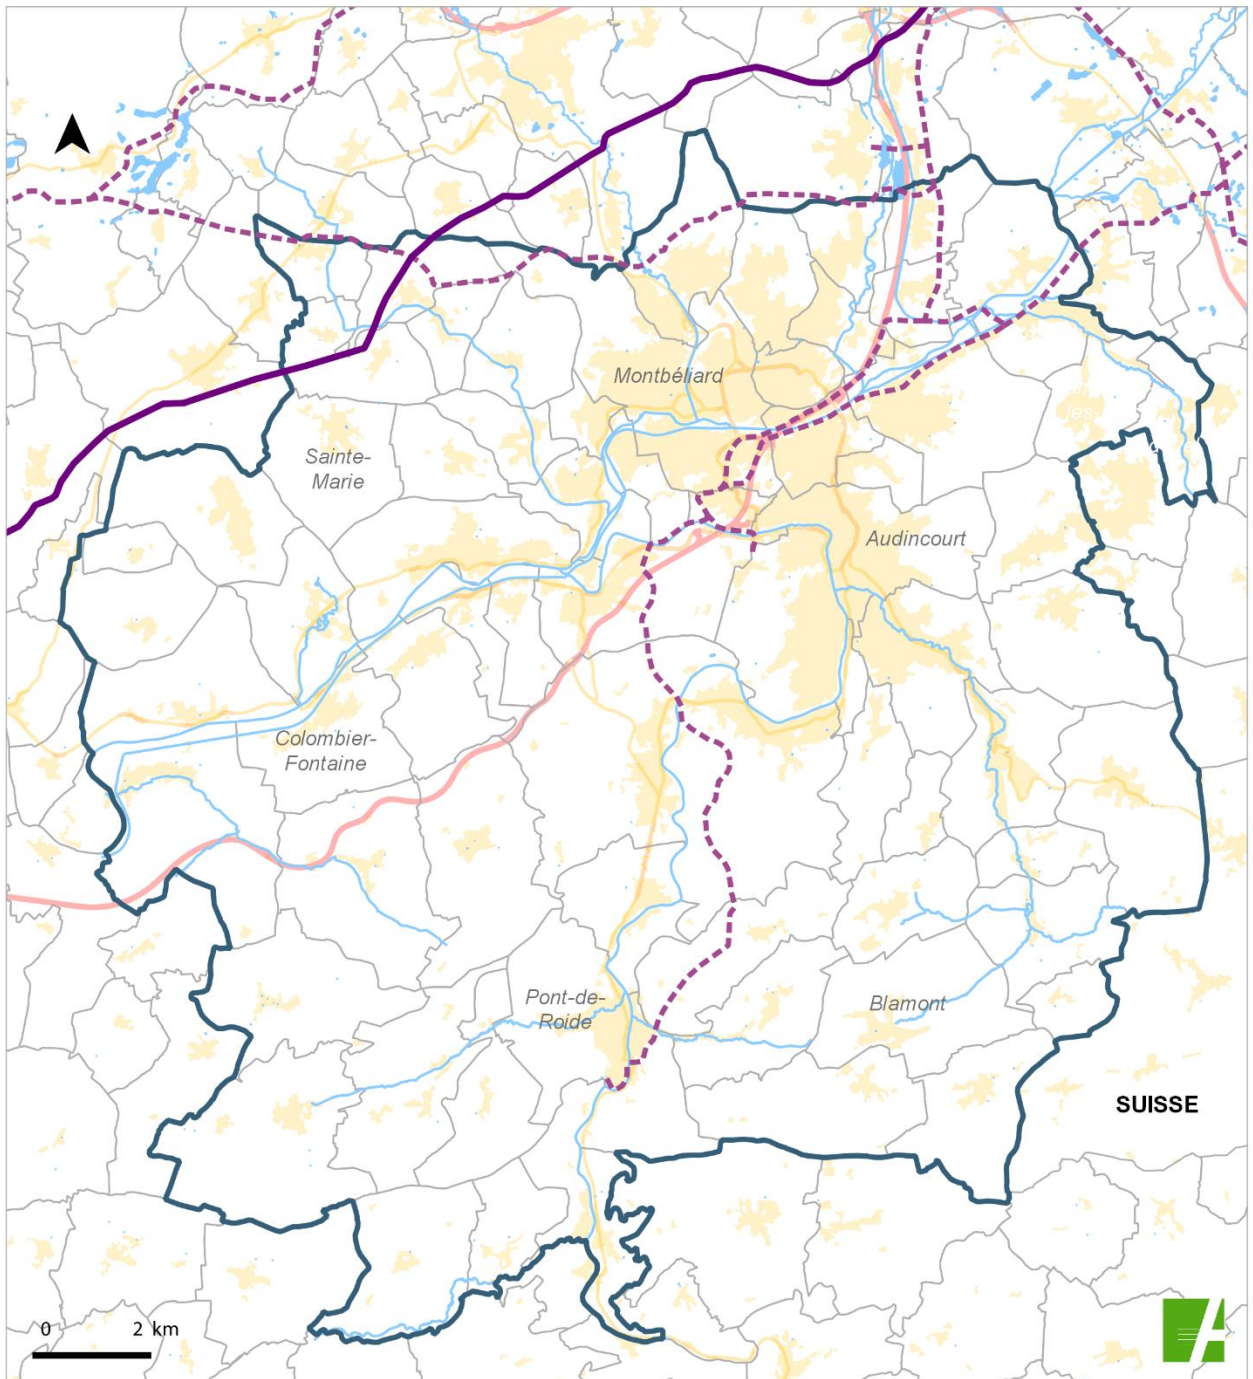 Montbéliard
Sainte-
Marie
Audincourt
Colombier-
Fontaine
Pont-de-
Roide
Blamont
SUISSE
0 2 km